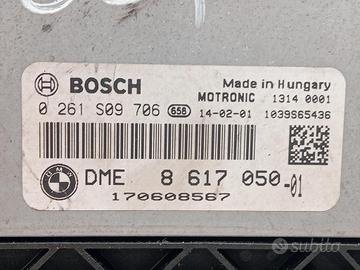 BOSCH
Made in Hungary
MOTRONIC 1314 0001
0 261 S09 706 658 14-02-01 1039S65436
DME 8 617 050-01
170608567
subito